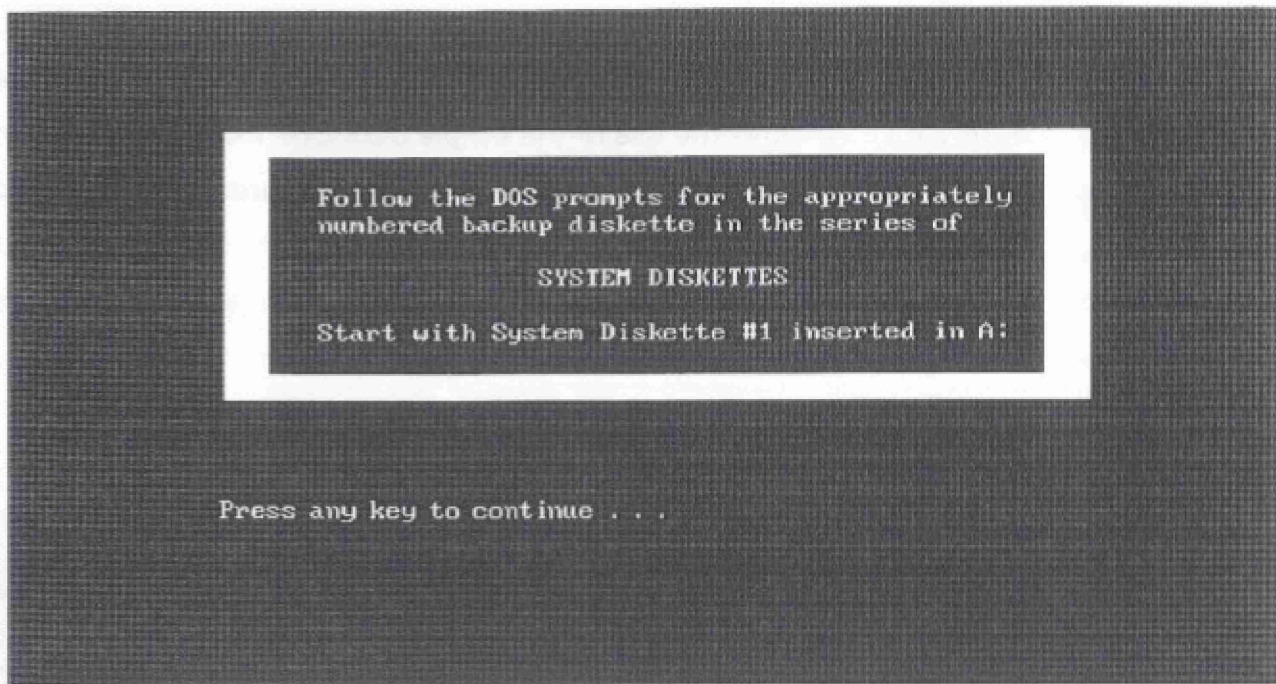 Follow the DOS prompts for the appropriately
numbered backup diskette in the series of
SYSTEM DISKETTES
Start with System Diskette #1 inserted in A:
Press any key to continue . . .